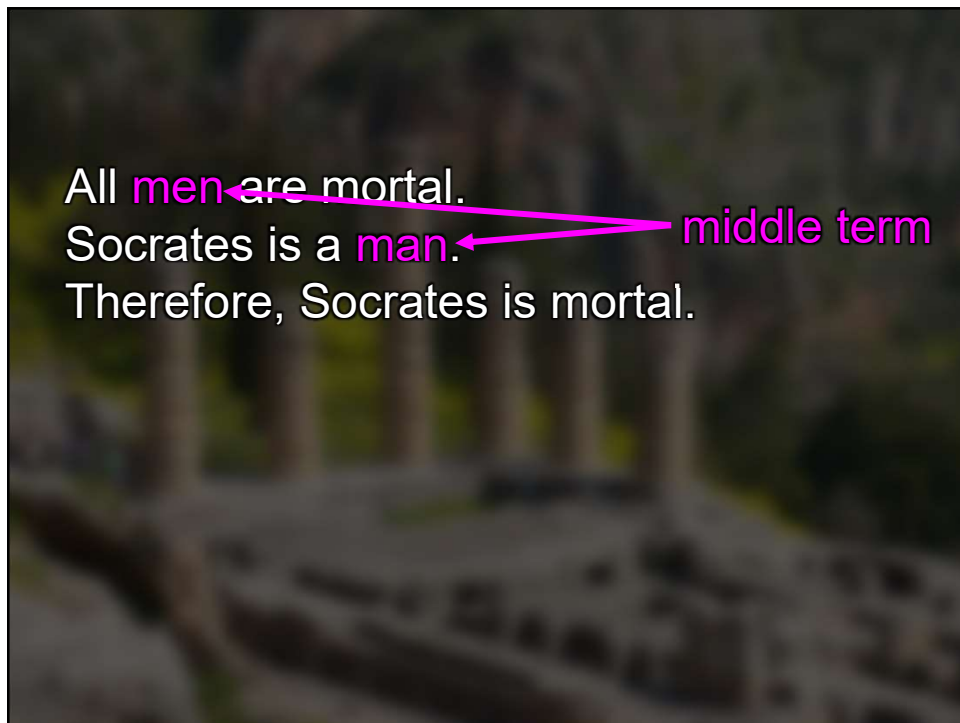 All men are mortal.
Socrates is a man.
middle term
Therefore, Socrates is mortal.